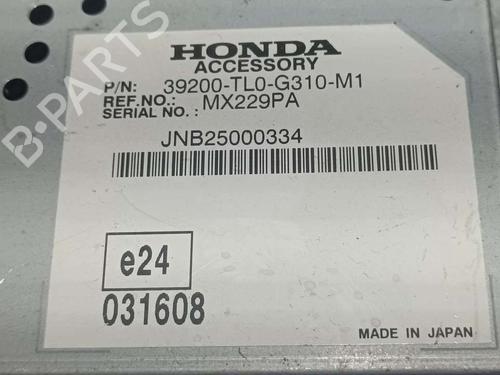 HONDA
ACCESSORY
P/N: 39200-TL0-G310-M1
REF.NO.: MX229PA
SERIAL NO. :
JNB25000334
e24
031608
MADE IN JAPAN
B-PARTS